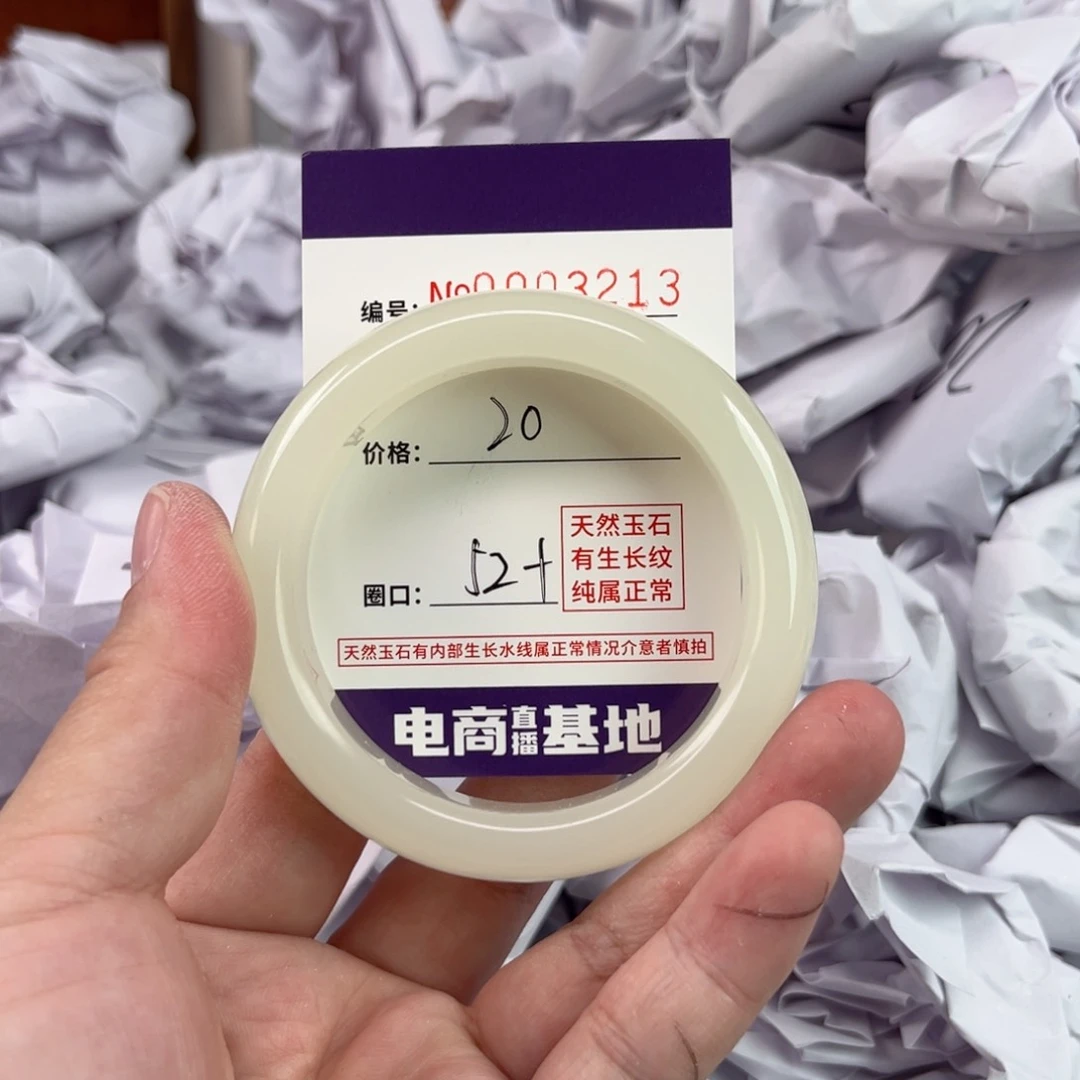 编号: №0003213
价格: 20
圈口: 52+
天然玉石
有生长纹
纯属正常
天然玉石有内部生长水线属正常情况介意者慎拍
电商直播基地